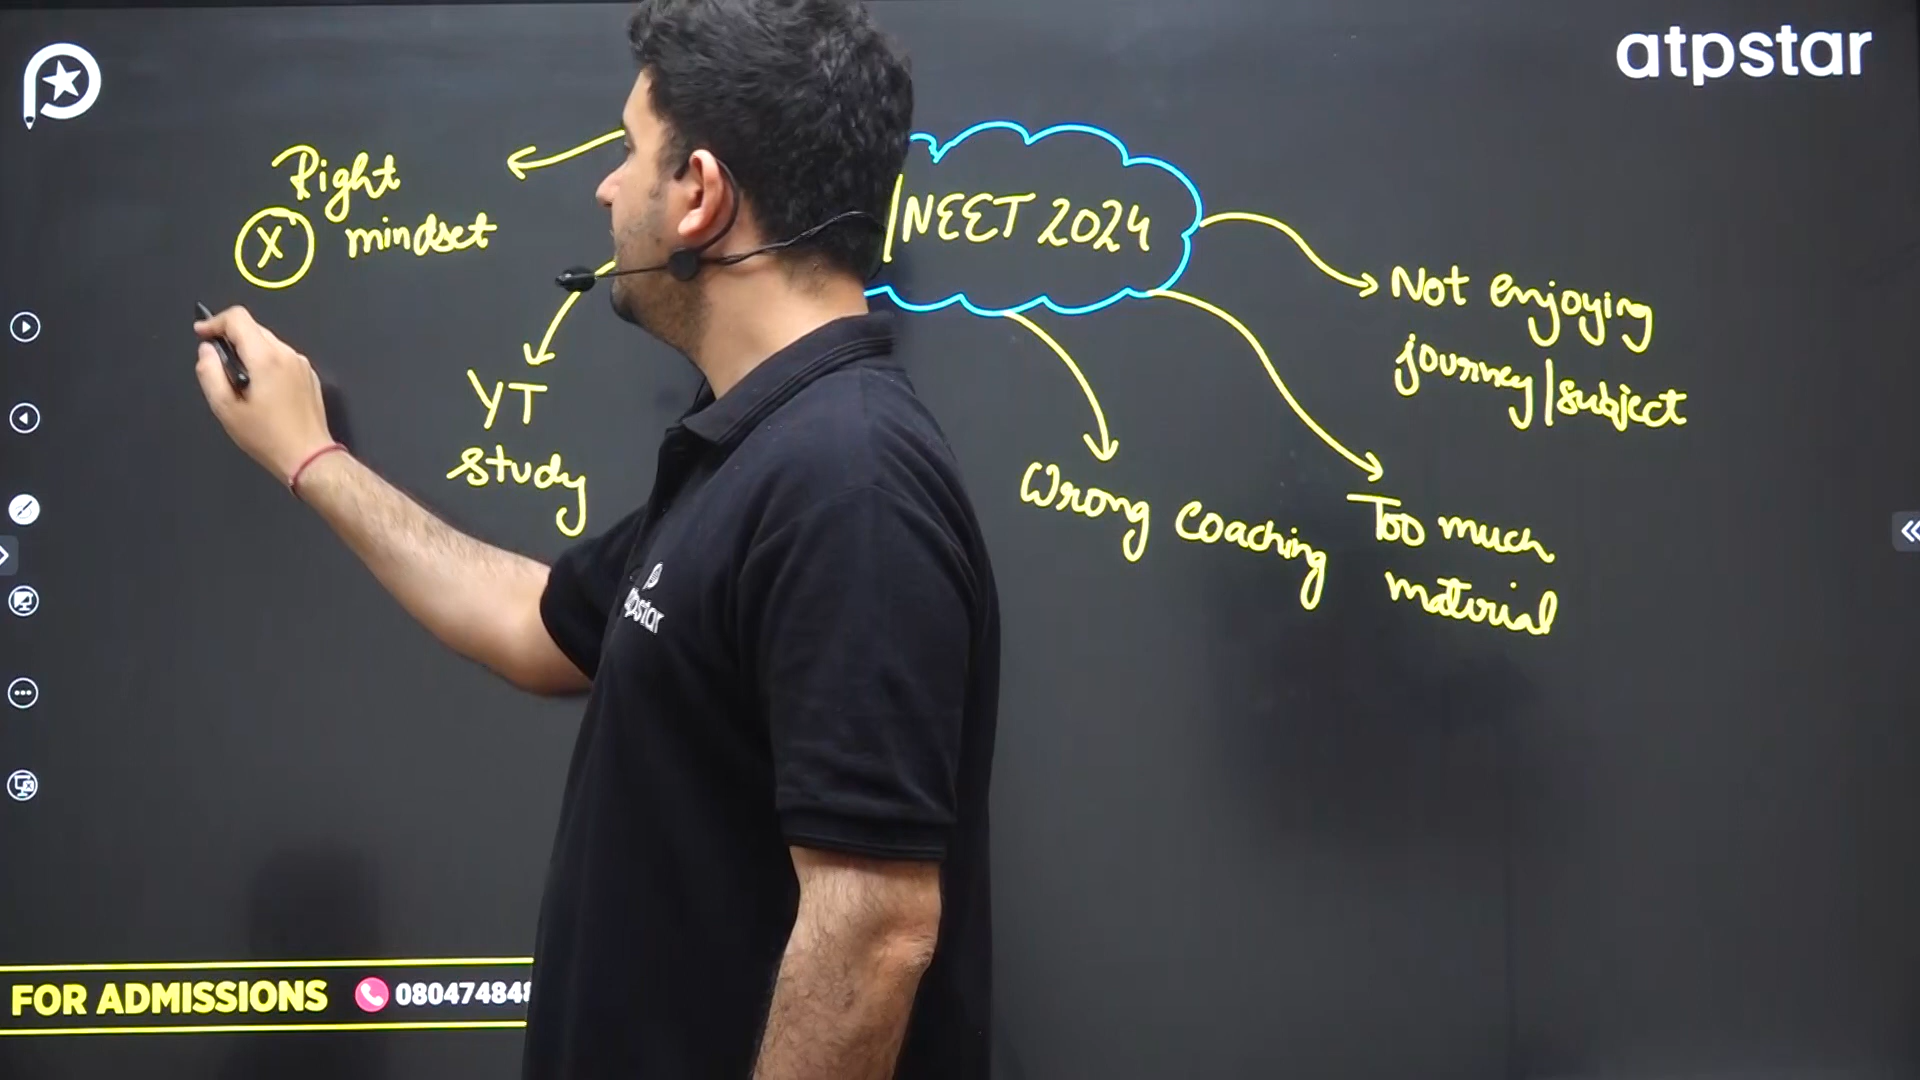 atpstar
Right
X mindset
/NEET 2024
Not enjoying
journey/subject
YT
study
Wrong coaching
Too much
material
atpstar
FOR ADMISSIONS 080474848